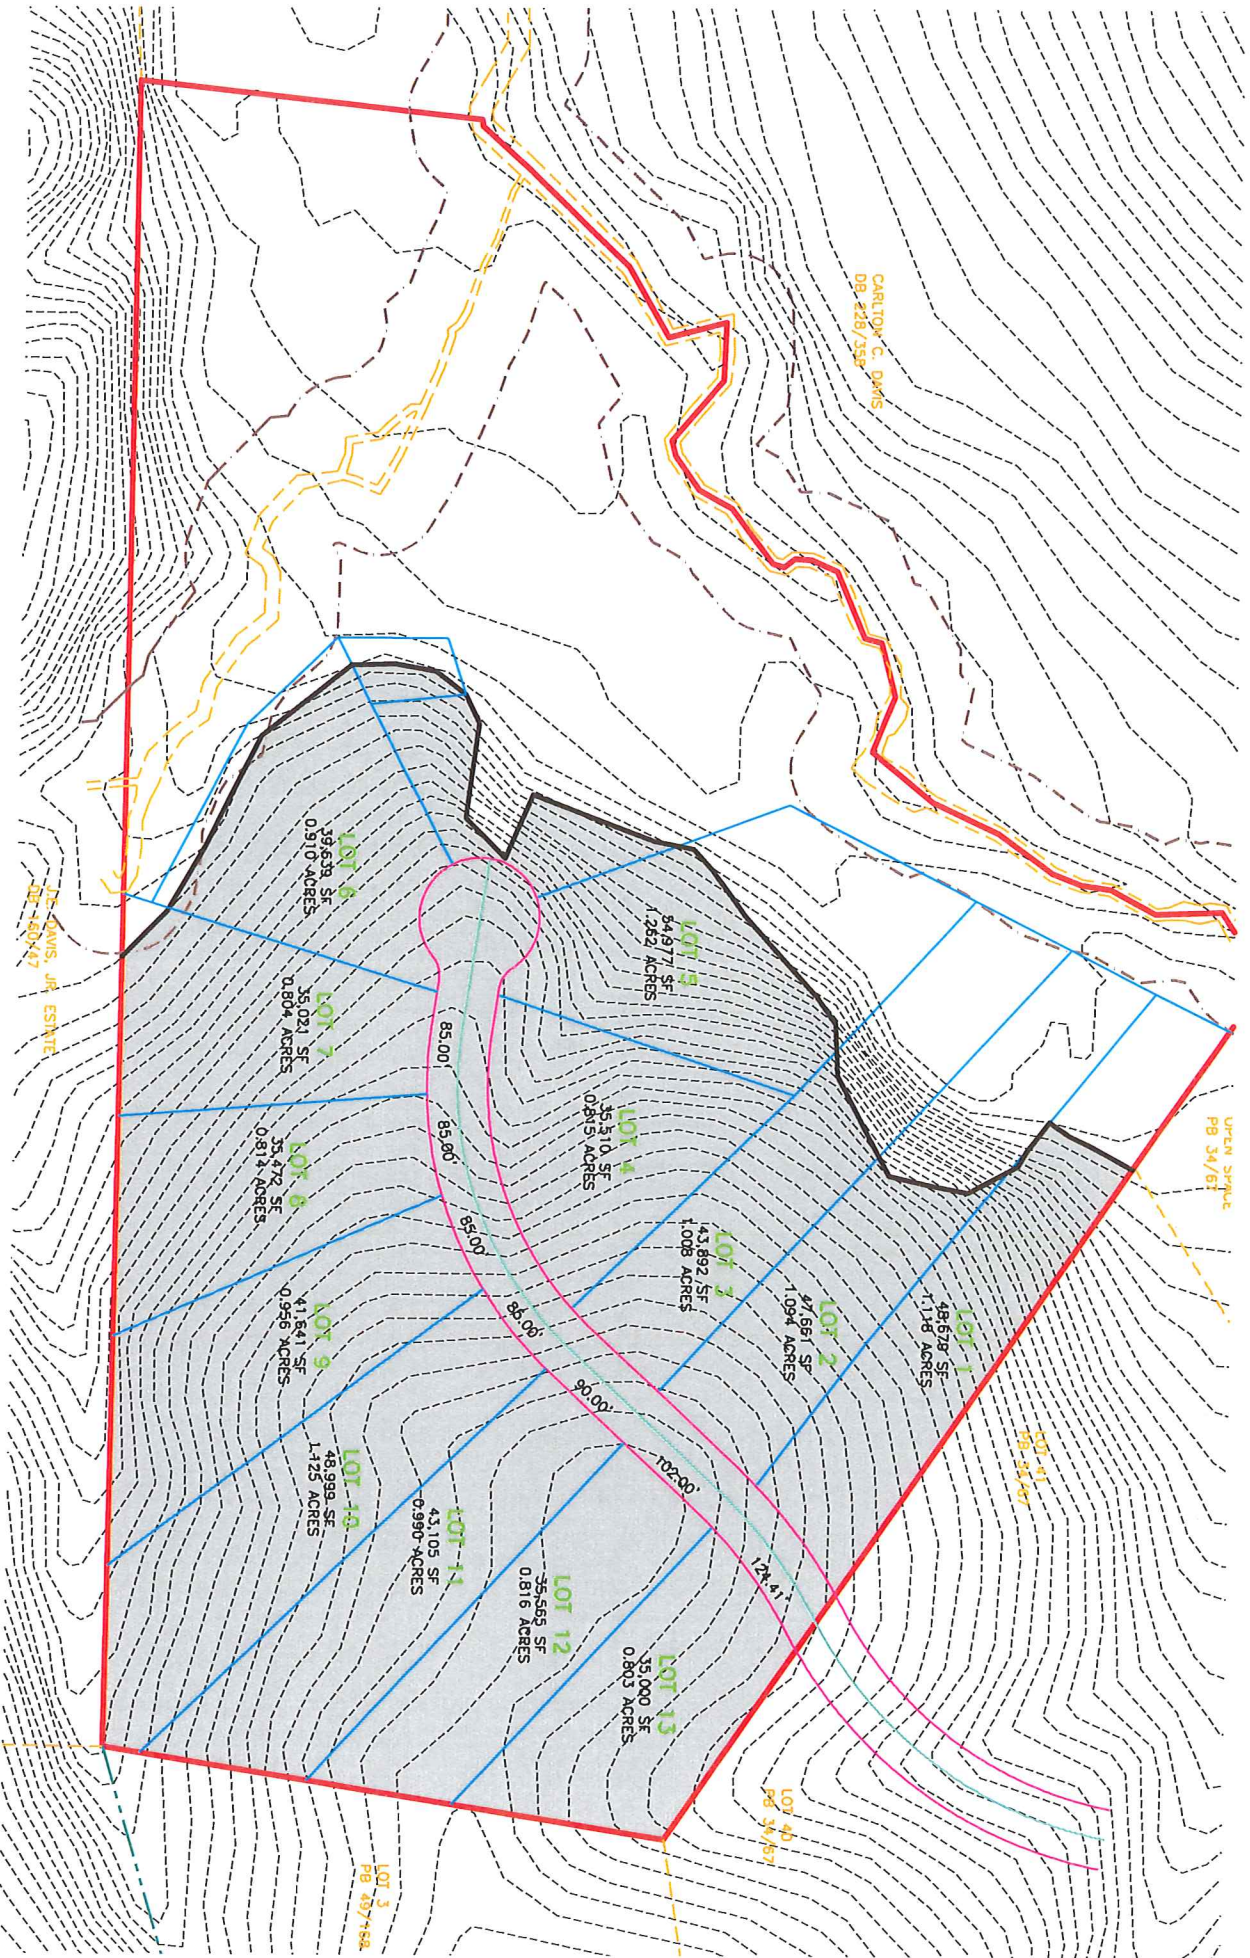 CARLTON C. DAVIS
DB 228/358
OPEN SPACE
PB 34/67
LOT 41
PB 34/67
LOT 1
48,679 SF
1.118 ACRES
LOT 2
47,661 SF
1.094 ACRES
LOT 3
43,892 SF
1.008 ACRES
LOT 4
35,510 SF
0.815 ACRES
LOT 5
54,977 SF
1.262 ACRES
LOT 6
39,639 SF
0.910 ACRES
LOT 7
35,021 SF
0.804 ACRES
LOT 8
35,472 SF
0.814 ACRES
LOT 9
41,641 SF
0.956 ACRES
LOT 10
48,999 SF
1.125 ACRES
LOT 11
43,105 SF
0.990 ACRES
LOT 12
35,565 SF
0.816 ACRES
LOT 13
35,000 SF
0.803 ACRES
85.00'
85.00'
85.00'
85.00'
90.00'
102.00'
124.41
LOT 40
PB 34/67
LOT 3
PB 49/188
J.E. DAVIS, JR. ESTATE
DB 160/47